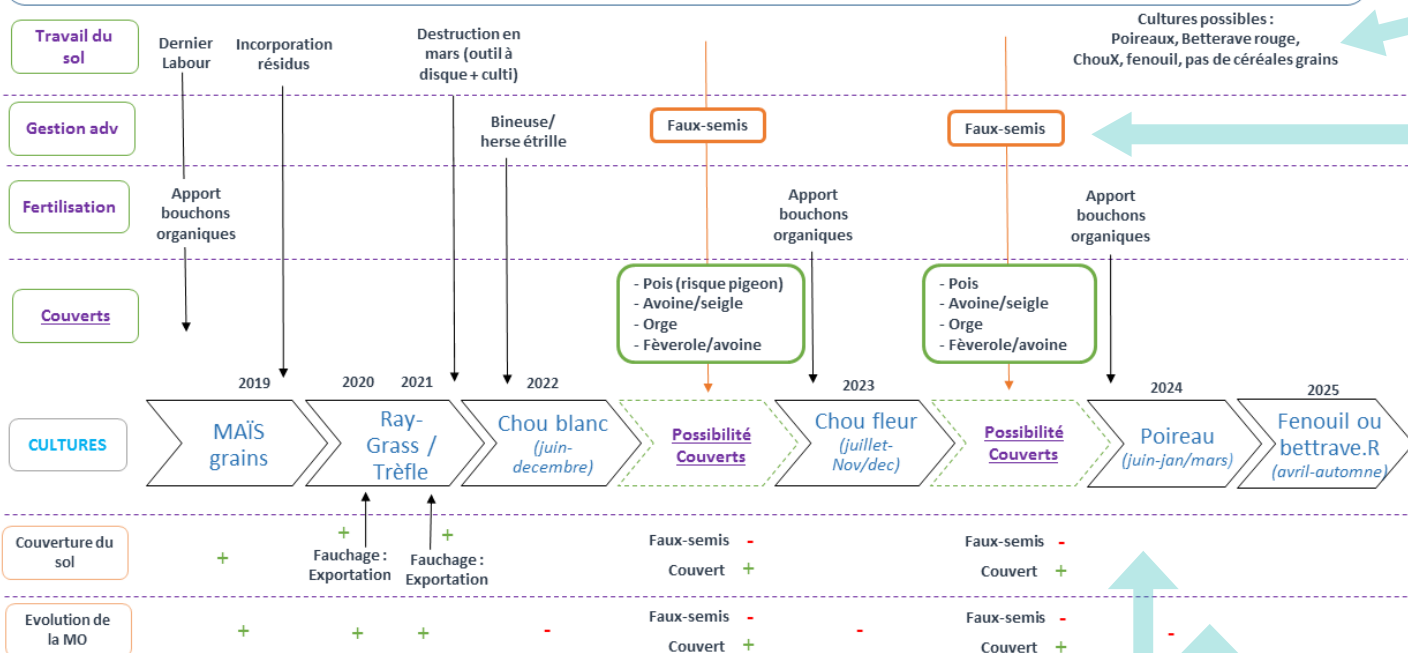 Travail du
sol
Dernier
Labour
Incorporation
résidus
Destruction en
mars (outil à
disque + culti)
Cultures possibles :
Poireaux, Betterave rouge,
ChouX, fenouil, pas de céréales grains
Gestion adv
Bineuse/
herse étrille
Faux-semis
Faux-semis
Fertilisation
Apport
bouchons
organiques
Apport
bouchons
organiques
Apport
bouchons
organiques
Couverts
- Pois (risque pigeon)
- Avoine/seigle
- Orge
- Fèverole/avoine
- Pois
- Avoine/seigle
- Orge
- Fèverole/avoine
2019
2020
2021
2022
2023
2024
2025
CULTURES
MAÏS
grains
Ray-
Grass /
Trèfle
Chou blanc
(juin-
decembre)
Possibilité
Couverts
Chou fleur
(juillet-
Nov/dec)
Possibilité
Couverts
Poireau
(juin-jan/mars)
Fenouil ou
bettrave.R
(avril-automne)
Couverture du
sol
+
+
Fauchage :
Exportation
+
Fauchage :
Exportation
Faux-semis -
Couvert +
Faux-semis -
Couvert +
Evolution de
la MO
+
+
+
-
Faux-semis -
Couvert +
-
Faux-semis -
Couvert +
-